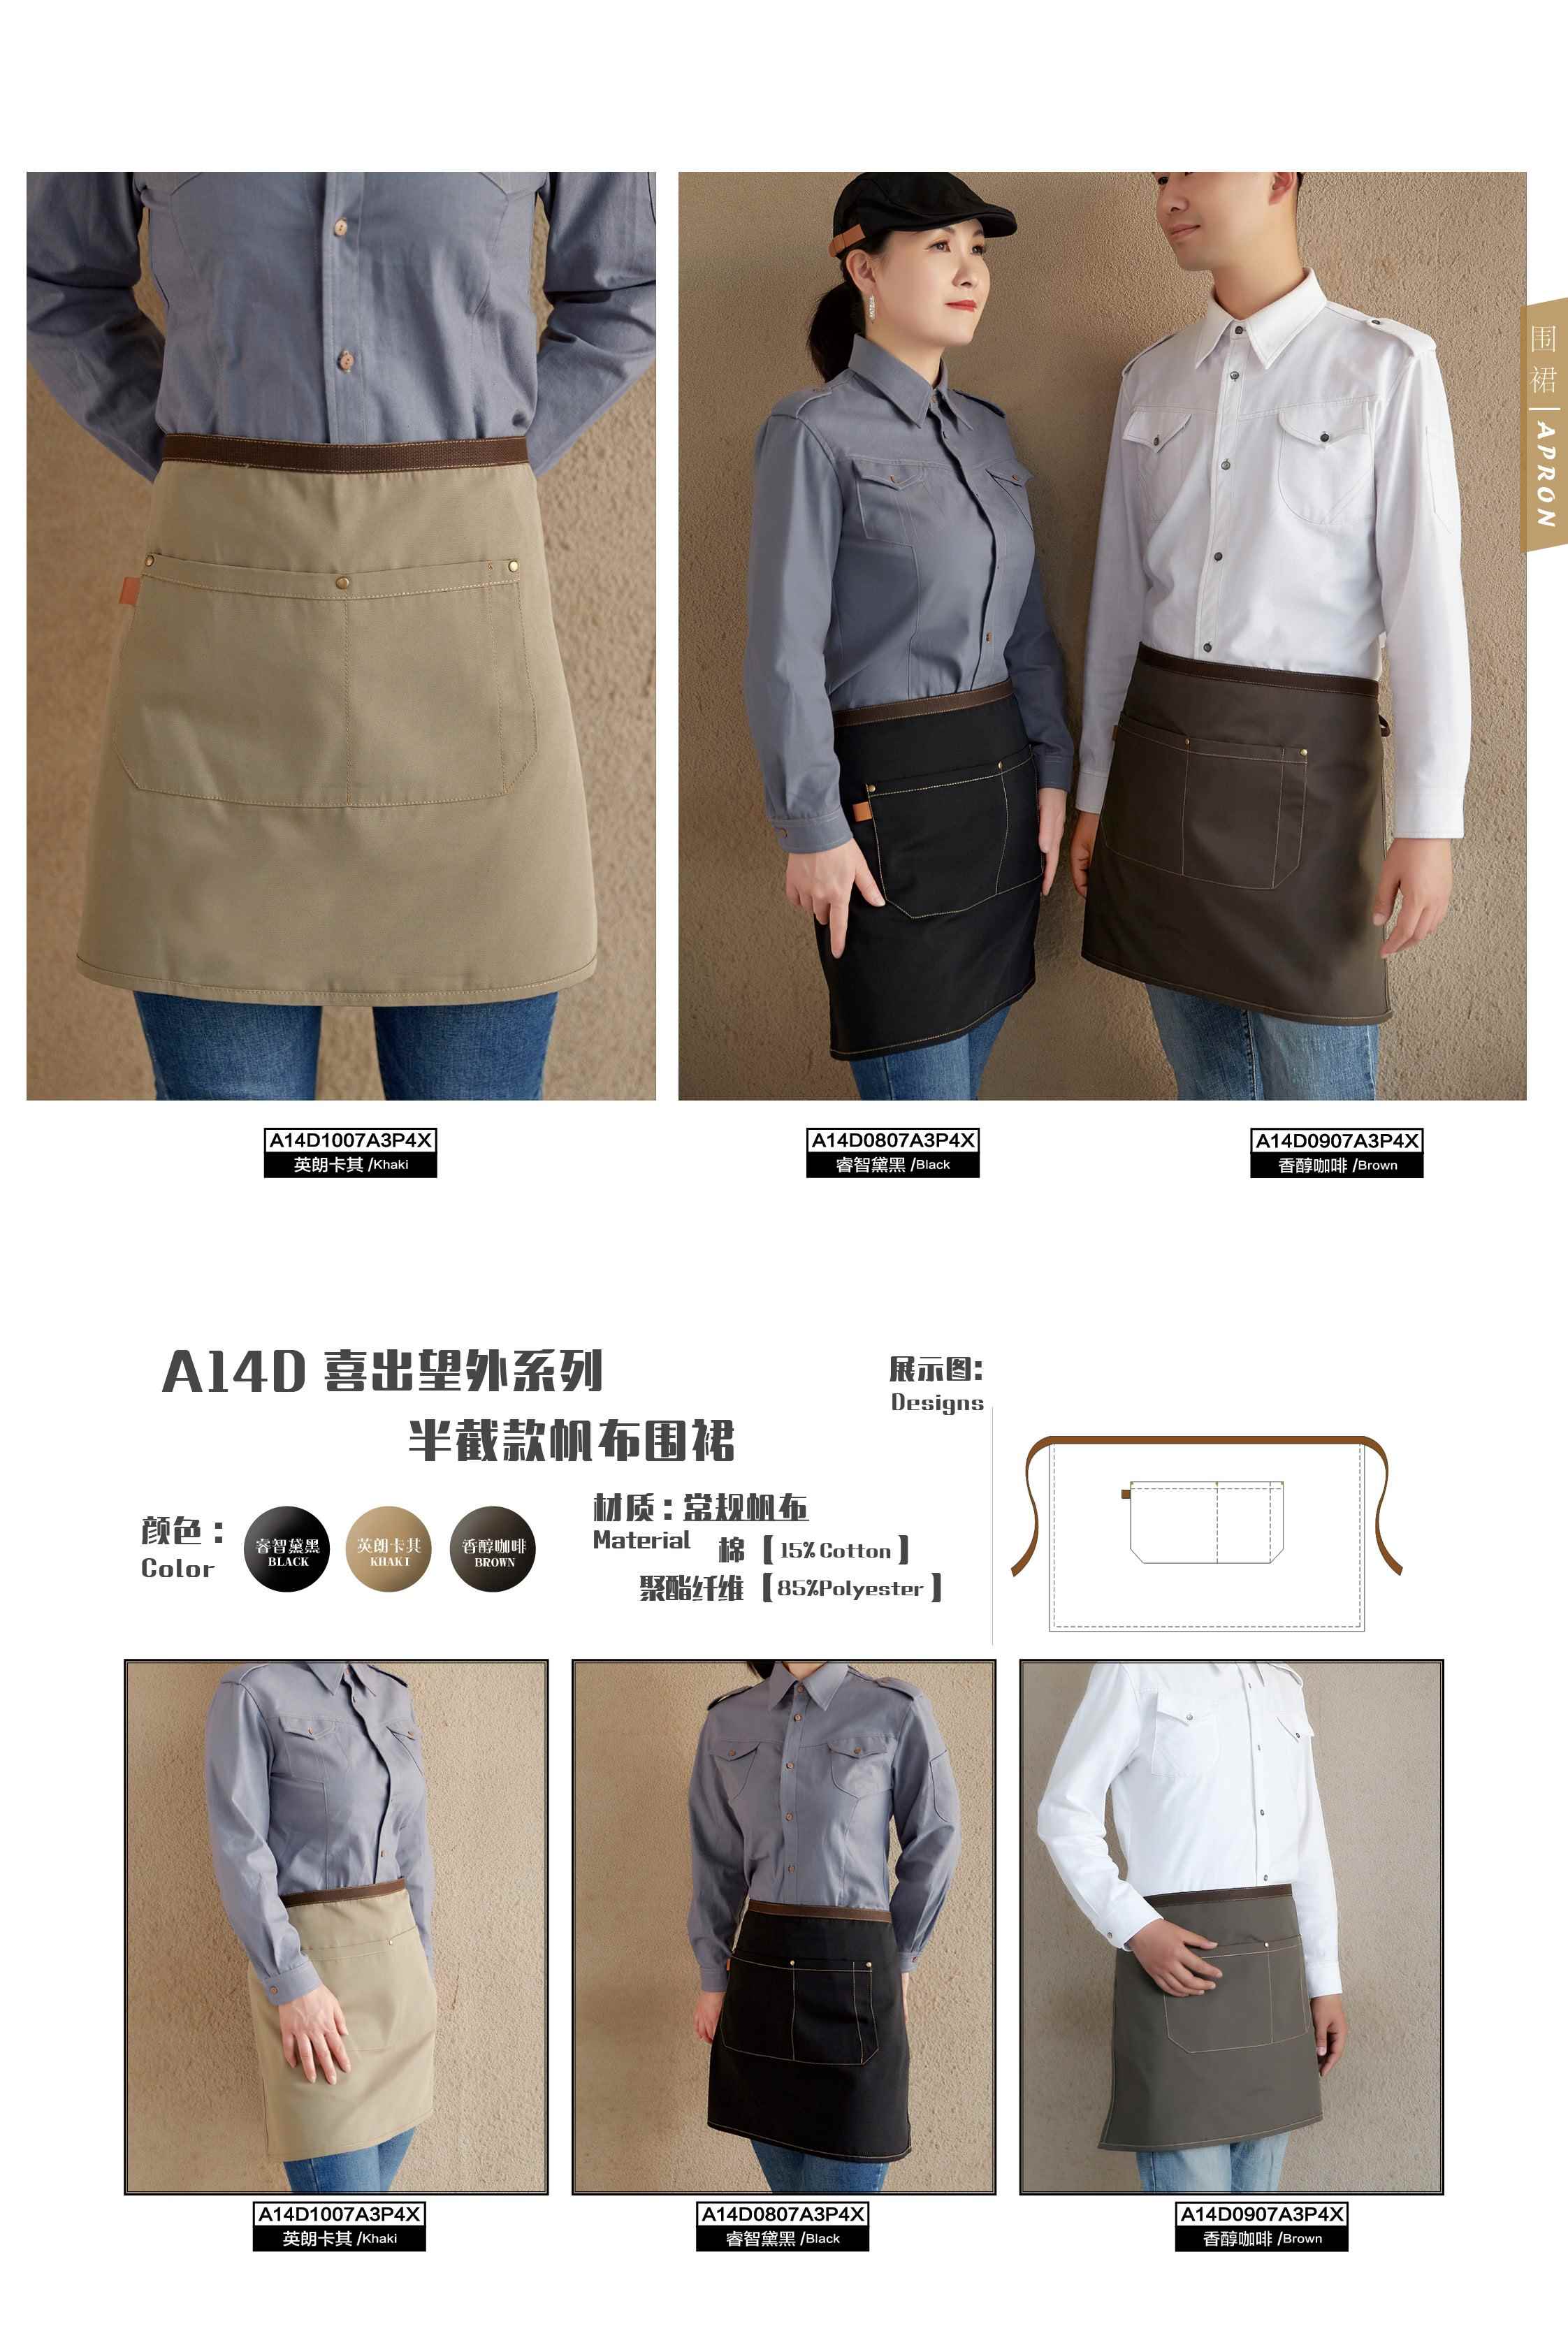 围裙 | APRON
A14D1007A3P4X
英朗卡其 /Khaki
A14D0807A3P4X
睿智黛黑 /Black
A14D0907A3P4X
香醇咖啡 /Brown
A14D 喜出望外系列
半截款帆布围裙
颜色：
Color
睿智黛黑
BLACK
英朗卡其
KHAKI
香醇咖啡
BROWN
材质：常规帆布
Material
棉【15% Cotton】
聚酯纤维【85%Polyester】
展示图:
Designs
A14D1007A3P4X
英朗卡其 /Khaki
A14D0807A3P4X
睿智黛黑 /Black
A14D0907A3P4X
香醇咖啡 /Brown